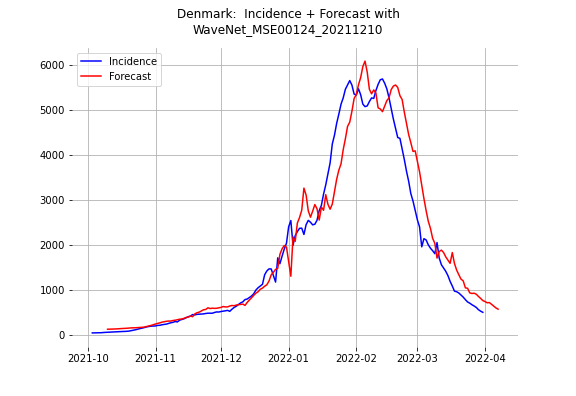 Denmark:  Incidence + Forecast with
WaveNet_MSE00124_20211210
Incidence
Forecast
6000
5000
4000
3000
2000
1000
0
2021-10 2021-11 2021-12 2022-01 2022-02 2022-03 2022-04